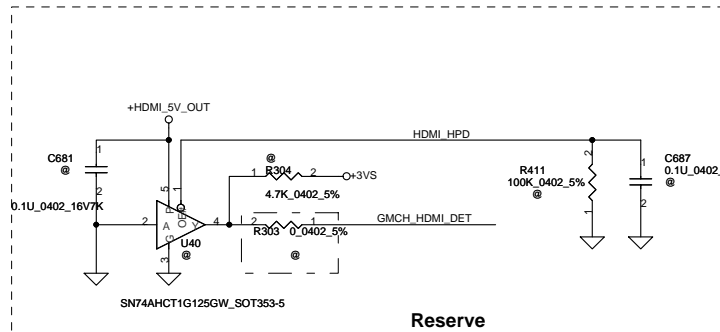 +HDMI_5V_OUT
HDMI_HPD
C681
@
1
2
0.1U_0402_16V7K
5
1
P
OE#
2
A
Y
4
G
3
U40
@
SN74AHCT1G125GW_SOT353-5
@
R304
1
2
+3VS
4.7K_0402_5%
2
R303
0_0402_5%
1
@
GMCH_HDMI_DET
2
R411
100K_0402_5%
@
1
1
C687
0.1U_0402_
@
2
Reserve